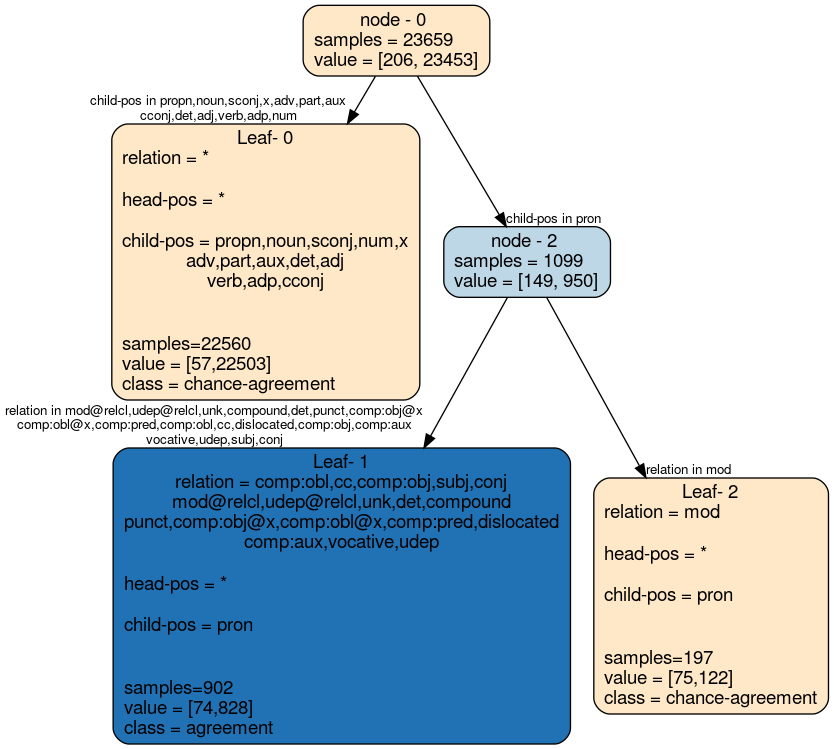 node - 0
samples = 23659
value = [206, 23453]
child-pos in propn,noun,sconj,x,adv,part,aux
cconj,det,adj,verb,adp,num
Leaf- 0
relation = *
head-pos = *
child-pos = propn,noun,sconj,num,x
adv,part,aux,det,adj
verb,adp,cconj
samples=22560
value = [57,22503]
class = chance-agreement
child-pos in pron
node - 2
samples = 1099
value = [149, 950]
relation in mod@relcl,udep@relcl,unk,compound,det,punct,comp:obj@x
comp:obl@x,comp:pred,comp:obl,cc,dislocated,comp:obj,comp:aux
vocative,udep,subj,conj
Leaf- 1
relation = comp:obl,cc,comp:obj,subj,conj
mod@relcl,udep@relcl,unk,det,compound
punct,comp:obj@x,comp:obl@x,comp:pred,dislocated
comp:aux,vocative,udep
head-pos = *
child-pos = pron
samples=902
value = [74,828]
class = agreement
relation in mod
Leaf- 2
relation = mod
head-pos = *
child-pos = pron
samples=197
value = [75,122]
class = chance-agreement